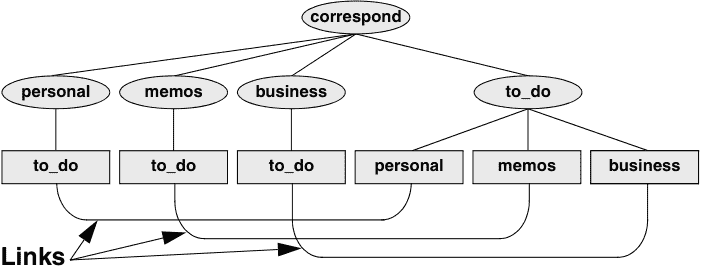 correspond
personal
memos
business
to_do
to_do
to_do
to_do
personal
memos
business
Links